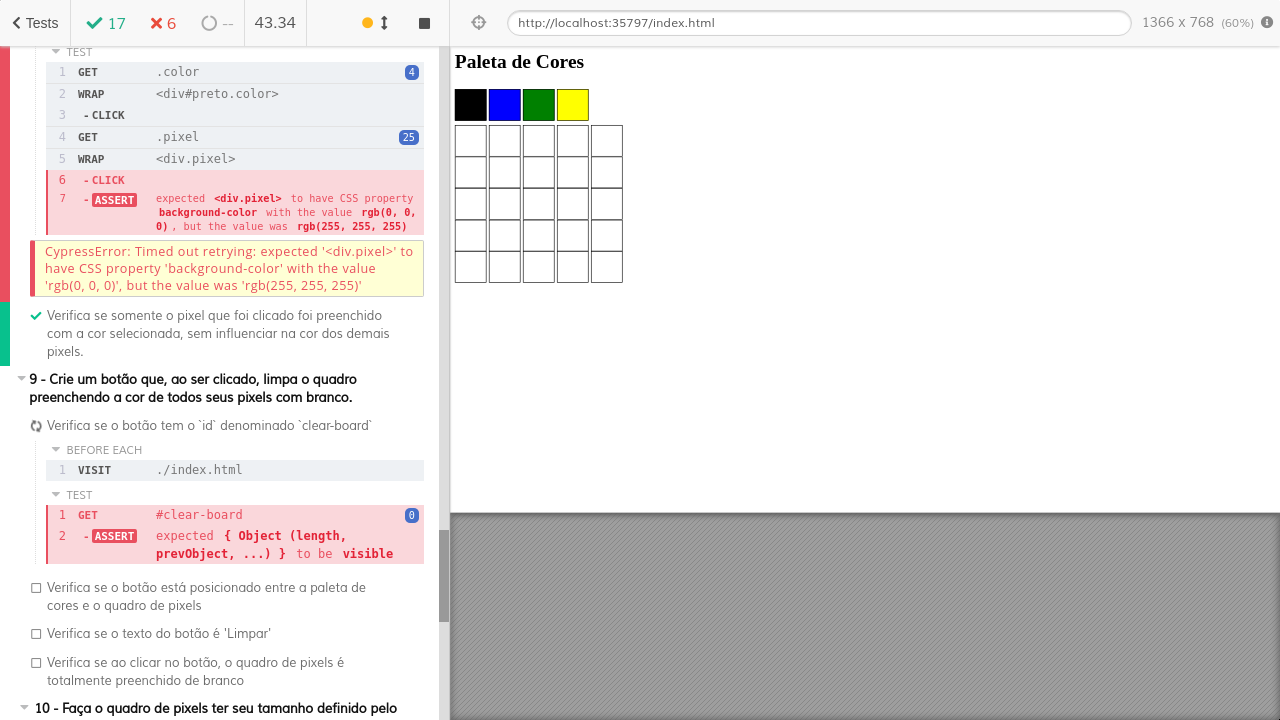 Tests 17 6 -- 43.34 http://localhost:35797/index.html 1366 x 768 (60%)
TEST
1 GET .color 4
2 WRAP <div#preto.color>
3 - CLICK
4 GET .pixel 25
5 WRAP <div.pixel>
6 - CLICK
7 - ASSERT expected <div.pixel> to have CSS property
background-color with the value rgb(0, 0,
0) , but the value was rgb(255, 255, 255)
CypressError: Timed out retrying: expected '<div.pixel>' to
have CSS property 'background-color' with the value
'rgb(0, 0, 0)', but the value was 'rgb(255, 255, 255)'
Verifica se somente o pixel que foi clicado foi preenchido
com a cor selecionada, sem influenciar na cor dos demais
pixels.
9 - Crie um botão que, ao ser clicado, limpa o quadro
preenchendo a cor de todos seus pixels com branco.
Verifica se o botão tem o `id` denominado `clear-board`
BEFORE EACH
1 VISIT ./index.html
TEST
1 GET #clear-board 0
2 - ASSERT expected { Object (length,
prevObject, ...) } to be visible
Verifica se o botão está posicionado entre a paleta de
cores e o quadro de pixels
Verifica se o texto do botão é 'Limpar'
Verifica se ao clicar no botão, o quadro de pixels é
totalmente preenchido de branco
10 - Faça o quadro de pixels ter seu tamanho definido pelo
Paleta de Cores